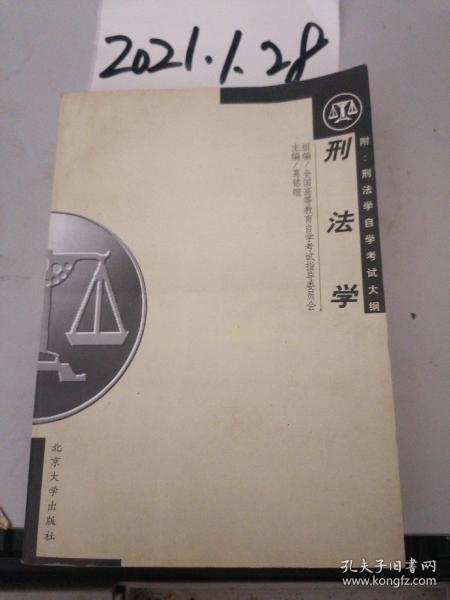 2021.1.28
附：刑法学自学考试大纲
刑法学
组编／全国高等教育自学考试指导委员会
主编／高铭暄
北京大学出版社
孔夫子旧书网
www.kongfz.com